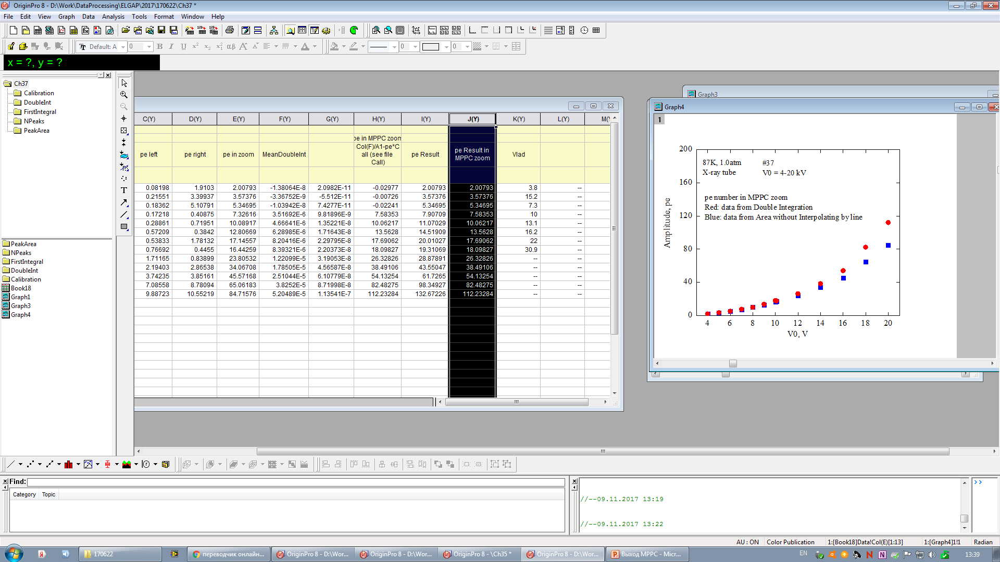 OriginPro 8 - D:\Work\DataProcessing\ELGAP\2017\170622\Ch37 *
File Edit View Graph Data Analysis Tools Format Window Help
Default: A 0 B I U 0 0
x = ?, y = ?
Ch37
Calibration
DoubleInt
FirstIntegral
NPeaks
PeakArea
PeakArea
NPeaks
FirstIntegral
DoubleInt
Calibration
Book18
Graph1
Graph3
Graph4
C(Y) D(Y) E(Y) F(Y) G(Y) H(Y) I(Y) J(Y) K(Y) L(Y)
pe in MPPC zoom
Col(F)/A1-pe*C
all (see file
Call)
pe left pe right pe in zoom MeanDoubleInt pe Result pe Result in MPPC zoom Vlad
0.08198 1.9103 2.00793 -1.38064E-8 2.0982E-11 -0.02977 2.00793 2.00793 3.8 --
0.21551 3.39937 3.57376 -3.36752E-9 -5.512E-11 -0.00726 3.57376 3.57376 15.2 --
0.18362 5.10791 5.34695 -1.03942E-8 7.4277E-11 -0.02241 5.34695 5.34695 7.3 --
0.17218 0.40875 7.32616 3.51692E-6 9.81896E-9 7.58353 7.90709 7.58353 10 --
0.28861 0.71951 10.08917 4.66641E-6 1.35221E-8 10.06217 11.07029 10.06217 13.1 --
0.57209 0.3842 12.80669 6.28985E-6 1.71643E-8 13.5628 14.51909 13.5628 16.2 --
0.53833 1.78132 17.14557 8.20416E-6 2.29795E-8 17.69062 20.01027 17.69062 22 --
0.76692 0.4455 16.44259 8.39321E-6 2.20373E-8 18.09827 19.31069 18.09827 30.9 --
1.71165 0.83899 23.80532 1.22099E-5 3.19053E-8 26.32826 28.87891 26.32826 -- --
2.19403 2.86538 34.06708 1.78505E-5 4.56587E-8 38.49106 43.55047 38.49106 -- --
3.74235 3.85161 45.57168 2.51044E-5 6.10779E-8 54.13254 61.7265 54.13254 -- --
7.08558 8.78094 65.06183 3.8252E-5 8.71998E-8 82.48275 98.34927 82.48275 -- --
9.88723 10.55219 84.71576 5.20489E-5 1.13541E-7 112.23284 132.67226 112.23284 -- --
Graph3
Graph4
1
87K, 1.0atm #37
X-ray tube V0 = 4-20 kV
pe number in MPPC zoom
Red: data from Double Integration
Blue: data from Area without Interpolating by line
Amplitude, pe
200
160
120
80
40
0
4 6 8 10 12 14 16 18 20
V0, V
Find:
Category Topic
//--09.11.2017 13:19
//--09.11.2017 13:22
>>
AU : ON Color Publication 1:[Book18]Data!Col(E)[1:13] 1:[Graph4]1!1 Radian
170622 переводчик онлайн... OriginPro 8 - D:\Wor... OriginPro 8 - D:\Wor... OriginPro 8 - \Ch35 * OriginPro 8 - D:\Wor... Выход MPPC - Micr... EN 13:39